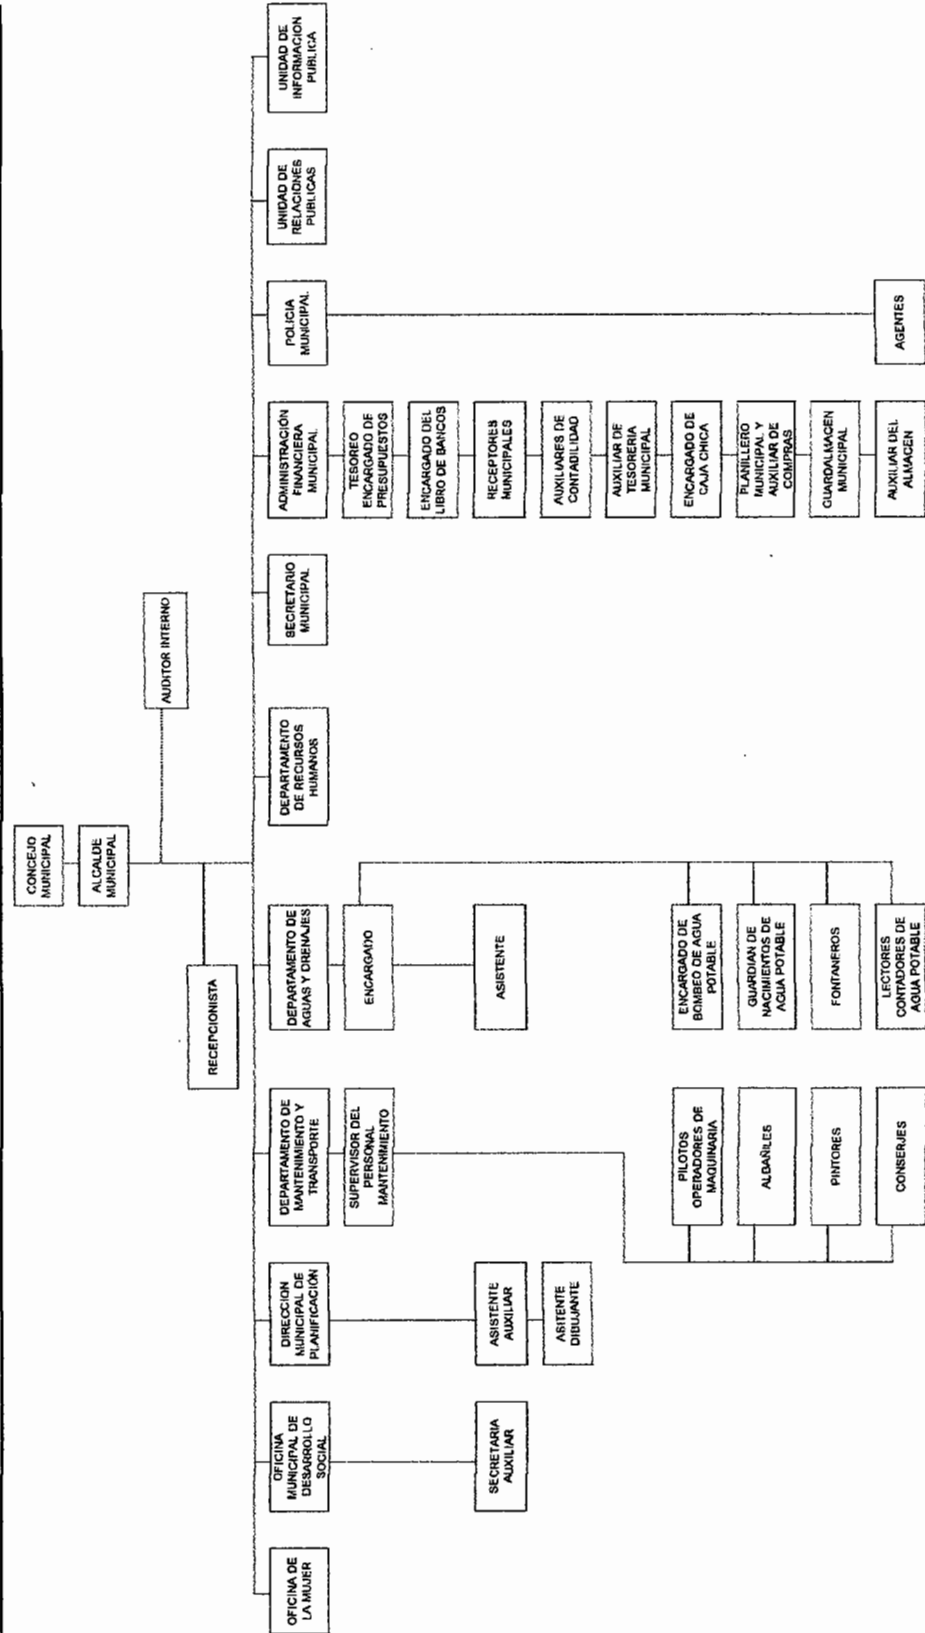 CONCEJO
MUNICIPAL
ALCALDE
MUNICIPAL
AUDITOR INTERNO
RECEPCIONISTA
OFICINA DE
LA MUJER
OFICINA
MUNICIPAL DE
DESARROLLO
SOCIAL
DIRECCION
MUNICIPAL DE
PLANIFICACIÓN
DEPARTAMENTO DE
MANTENIMIENTO Y
TRANSPORTE
DEPARTAMENTO DE
AGUAS Y DRENAJES
DEPARTAMENTO
DE RECURSOS
HUMANOS
SECRETARIO
MUNICIPAL
ADMINISTRACIÓN
FINANCIERA
MUNICIPAL
POLICIA
MUNICIPAL
UNIDAD DE
RELACIONES
PUBLICAS
UNIDAD DE
INFORMACION
PUBLICA
SECRETARIA
AUXILIAR
ASISTENTE
AUXILIAR
ASITENTE
DIBUJANTE
SUPERVISOR DEL
PERSONAL
MANTENIMIENTO
PILOTOS
OPERADORES DE
MAQUINARIA
ALBAÑILES
PINTORES
CONSERJES
ENCARGADO
ASISTENTE
ENCARGADO DE
BOMBEO DE AGUA
POTABLE
GUARDIAN DE
NACIMIENTOS DE
AGUA POTABLE
FONTANEROS
LECTORES
CONTADORES DE
AGUA POTABLE
TESOREO
ENCARGADO DE
PRESUPUESTOS
ENCARGADO DEL
LIBRO DE BANCOS
RECEPTORES
MUNICIPALES
AUXILIARES DE
CONTABILIDAD
AUXILIAR DE
TESORERIA
MUNICIPAL
ENCARGADO DE
CAJA CHICA
PLANILLERO
MUNICIPAL Y
AUXILIAR DE
COMPRAS
GUARDALMACEN
MUNICIPAL
AUXILIAR DEL
ALMACEN
AGENTES